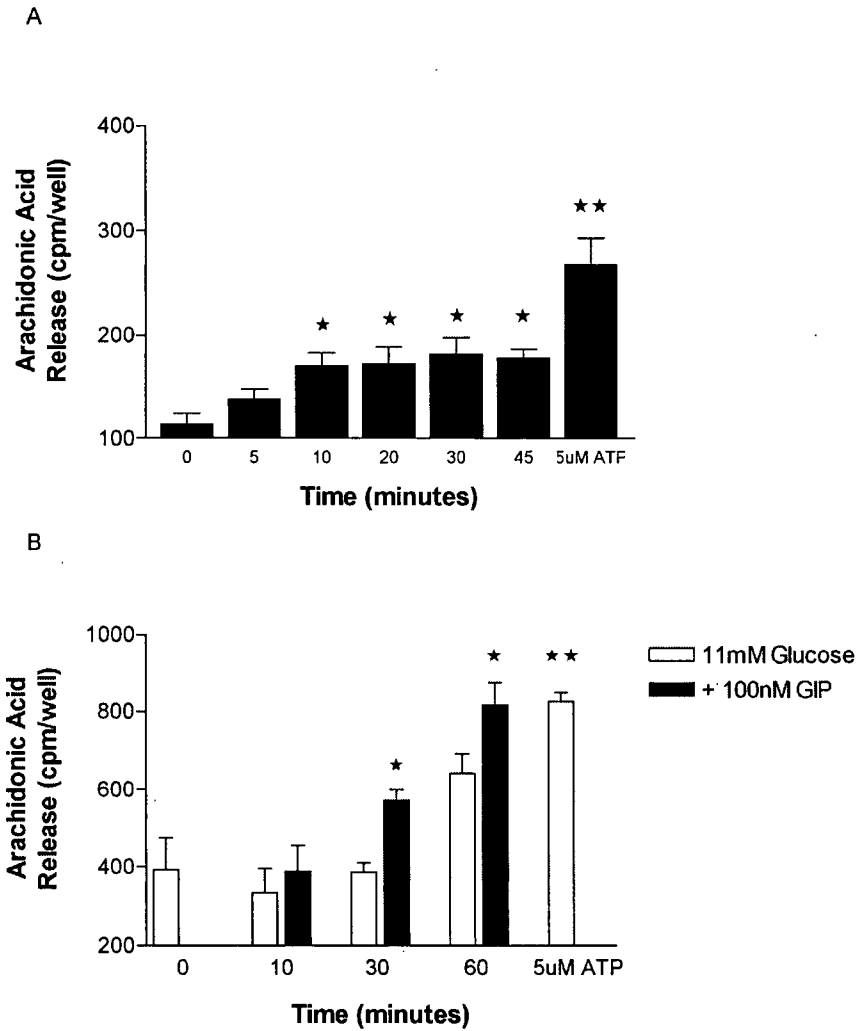 A
Arachidonic Acid
Release (cpm/well)
400
300
200
100
0 5 10 20 30 45 5uM ATP
Time (minutes)
B
Arachidonic Acid
Release (cpm/well)
1000
800
600
400
200
0 10 30 60 5uM ATP
Time (minutes)
11mM Glucose
+ 100nM GIP